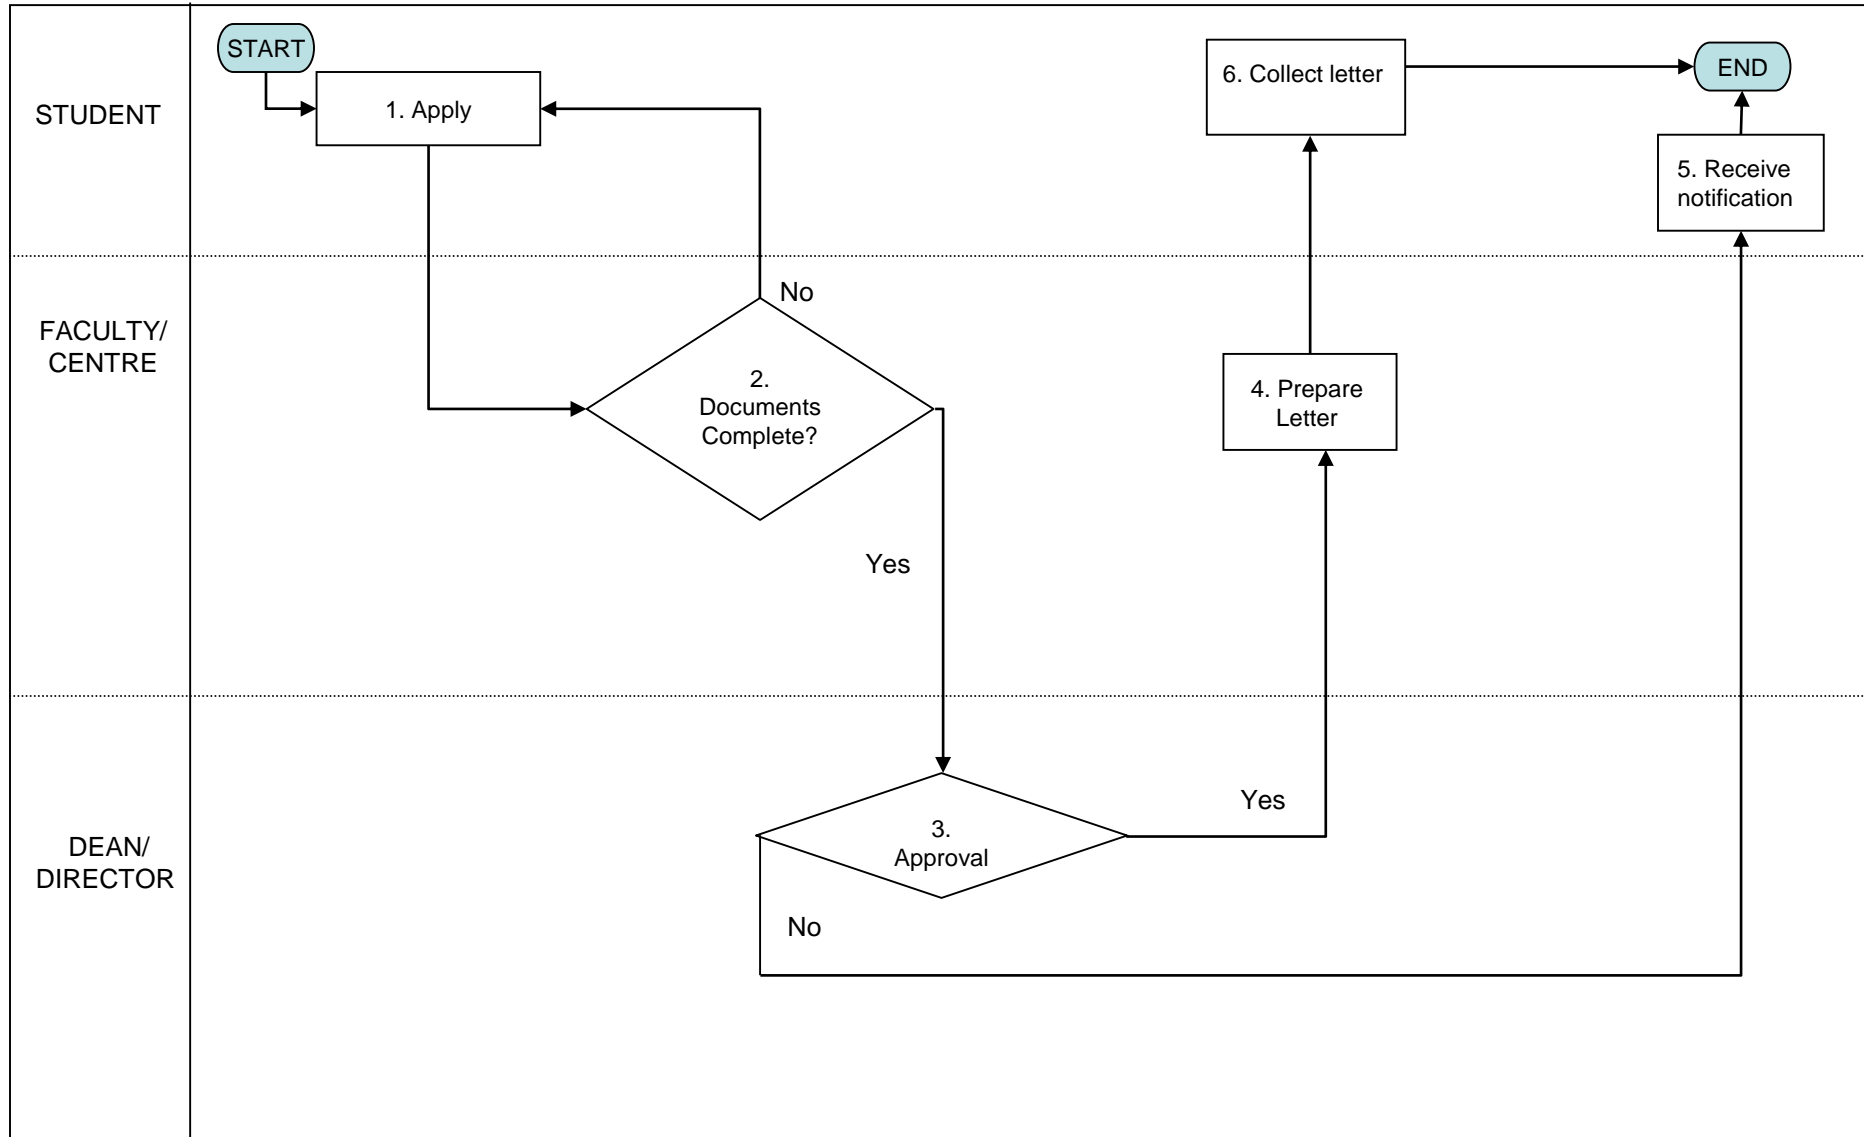 START
1. Apply
6. Collect letter
END
STUDENT
5. Receive
notification
No
FACULTY/
CENTRE
2.
Documents
Complete?
4. Prepare
Letter
Yes
Yes
3.
Approval
DEAN/
DIRECTOR
No